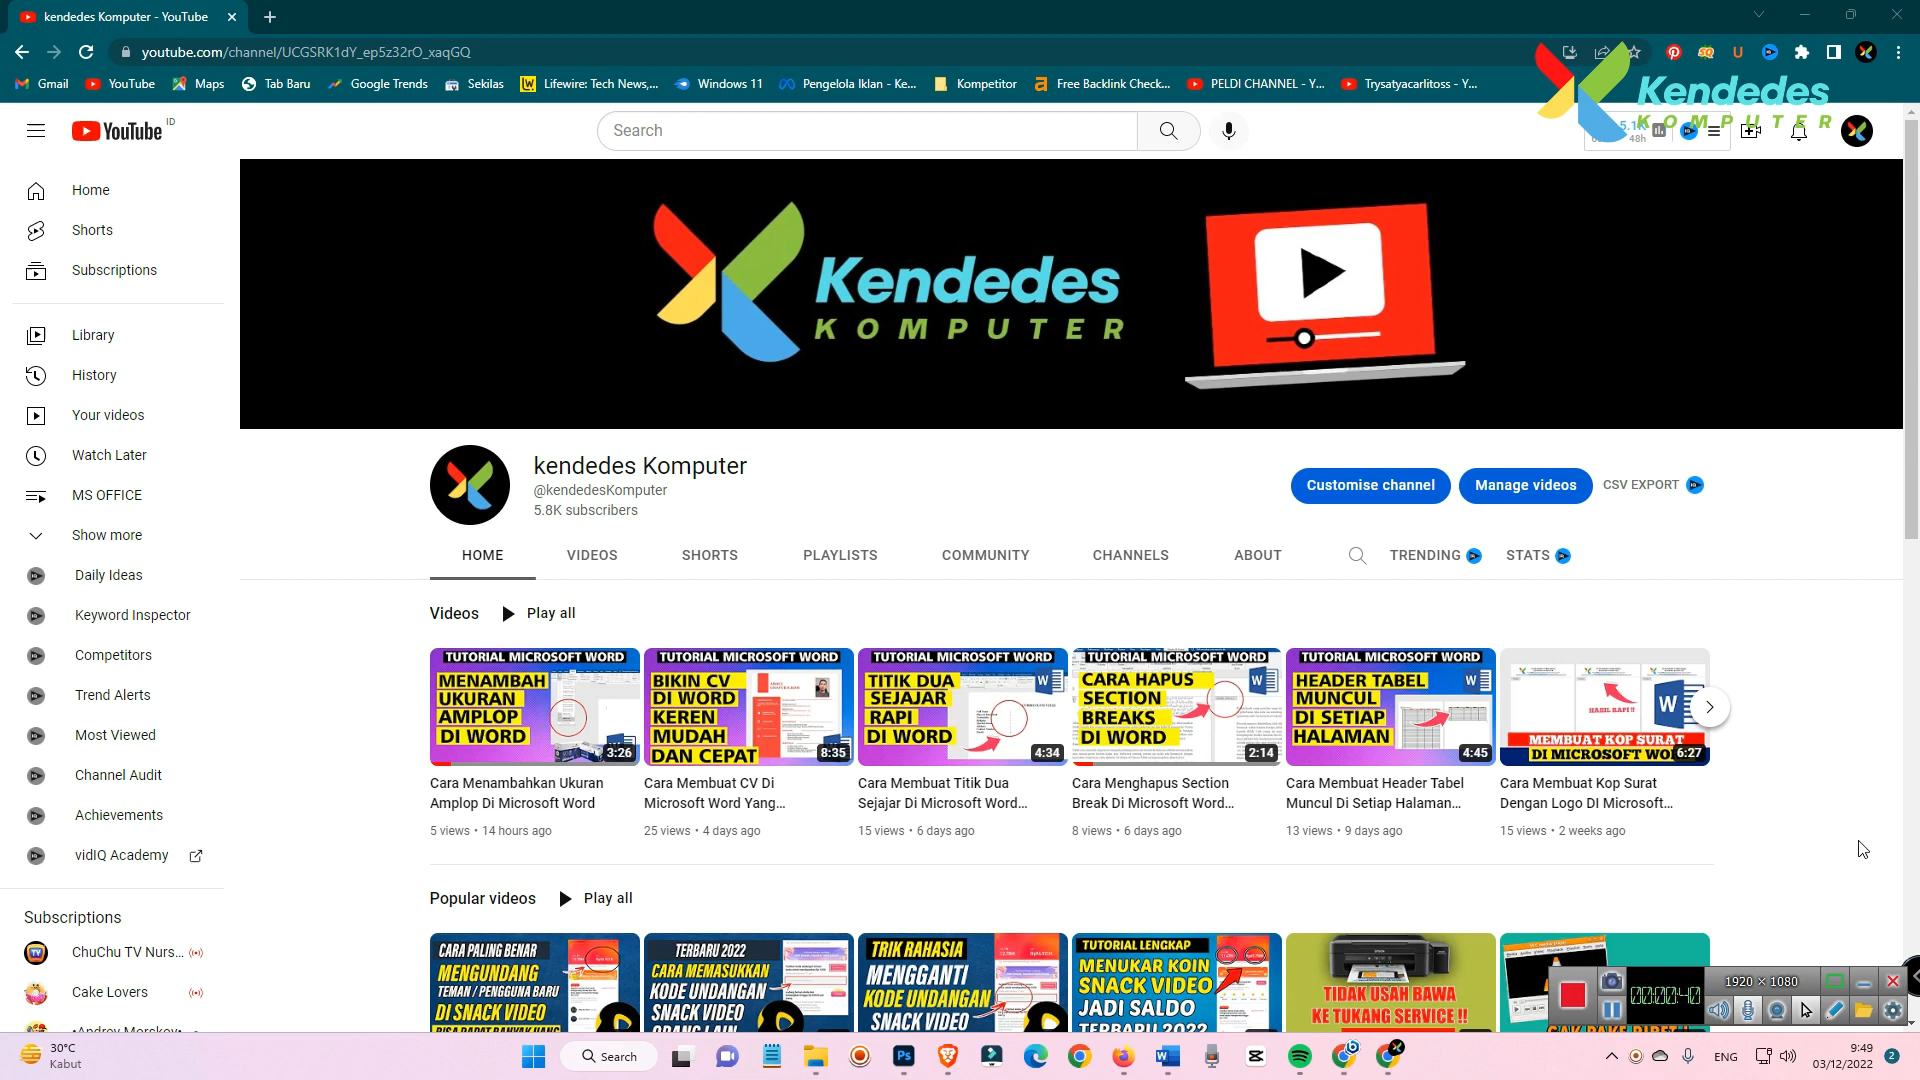 kendedes Komputer - YouTube
youtube.com/channel/UCGSRK1dY_ep5z32rO_xaqGQ
Gmail
YouTube
Maps
Tab Baru
Google Trends
Sekilas
Lifewire: Tech News,...
Windows 11
Pengelola Iklan - Ke...
Kompetitor
Free Backlink Check...
PELDI CHANNEL - Y...
Trysatyacarlitoss - Y...
Kendedes
KOMPUTER
YouTube ID
Search
5.1K
48h
Home
Shorts
Subscriptions
Library
History
Your videos
Watch Later
MS OFFICE
Show more
Daily Ideas
Keyword Inspector
Competitors
Trend Alerts
Most Viewed
Channel Audit
Achievements
vidIQ Academy
Subscriptions
ChuChu TV Nurs...
Cake Lovers
Kendedes
KOMPUTER
kendedes Komputer
@kendedesKomputer
5.8K subscribers
Customise channel
Manage videos
CSV EXPORT
HOME
VIDEOS
SHORTS
PLAYLISTS
COMMUNITY
CHANNELS
ABOUT
TRENDING
STATS
Videos
Play all
TUTORIAL MICROSOFT WORD
MENAMBAH
UKURAN
AMPLOP
DI WORD
3:26
Cara Menambahkan Ukuran
Amplop Di Microsoft Word
5 views • 14 hours ago
TUTORIAL MICROSOFT WORD
BIKIN CV
DI WORD
KEREN
MUDAH
DAN CEPAT
8:35
Cara Membuat CV Di
Microsoft Word Yang...
25 views • 4 days ago
TUTORIAL MICROSOFT WORD
TITIK DUA
SEJAJAR
RAPI
DI WORD
4:34
Cara Membuat Titik Dua
Sejajar Di Microsoft Word...
15 views • 6 days ago
TUTORIAL MICROSOFT WORD
CARA HAPUS
SECTION
BREAKS
DI WORD
2:14
Cara Menghapus Section
Break Di Microsoft Word...
8 views • 6 days ago
TUTORIAL MICROSOFT WORD
HEADER TABEL
MUNCUL
DI SETIAP
HALAMAN
4:45
Cara Membuat Header Tabel
Muncul Di Setiap Halaman...
13 views • 9 days ago
HASIL RAPI !!
MEMBUAT KOP SURAT
DI MICROSOFT WO
6:27
Cara Membuat Kop Surat
Dengan Logo DI Microsoft...
15 views • 2 weeks ago
Popular videos
Play all
CARA PALING BENAR
MENGUNDANG
TEMAN / PENGGUNA BARU
DI SNACK VIDEO
TERBARU 2022
CARA MEMASUKKAN
KODE UNDANGAN
SNACK VIDEO
ORANG LAIN
TRIK RAHASIA
MENGGANTI
KODE UNDANGAN
SNACK VIDEO
TUTORIAL LENGKAP
MENUKAR KOIN
SNACK VIDEO
JADI SALDO
TERBARU 2022
TIDAK USAH BAWA
KE TUKANG SERVICE !!
1920 × 1080
00:00:40
30°C
Kabut
Search
ENG
9:49
03/12/2022
2